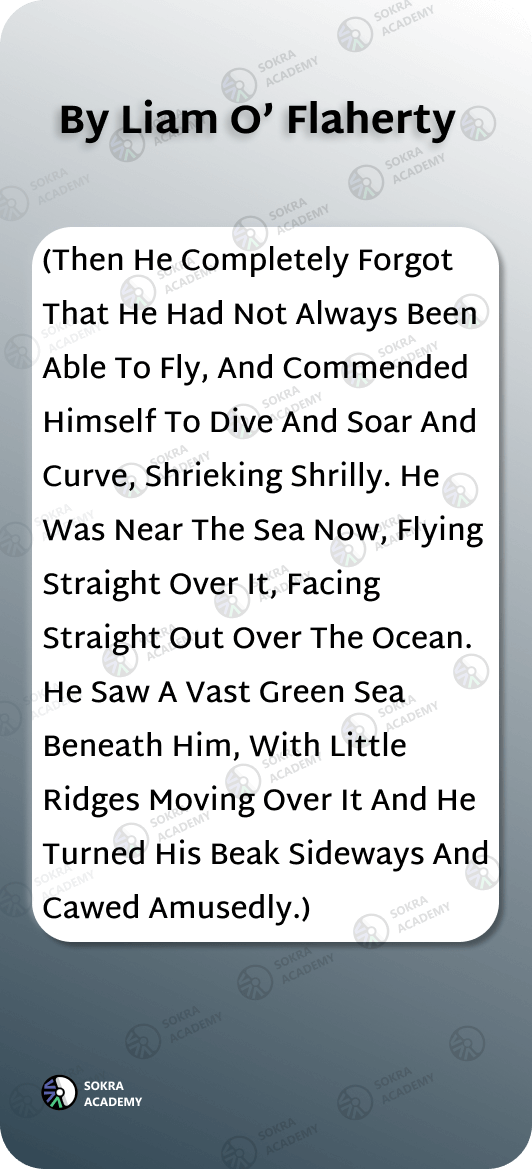 By Liam O’ Flaherty
(Then He Completely Forgot
That He Had Not Always Been
Able To Fly, And Commended
Himself To Dive And Soar And
Curve, Shrieking Shrilly. He
Was Near The Sea Now, Flying
Straight Over It, Facing
Straight Out Over The Ocean.
He Saw A Vast Green Sea
Beneath Him, With Little
Ridges Moving Over It And He
Turned His Beak Sideways And
Cawed Amusedly.)
SOKRA
ACADEMY